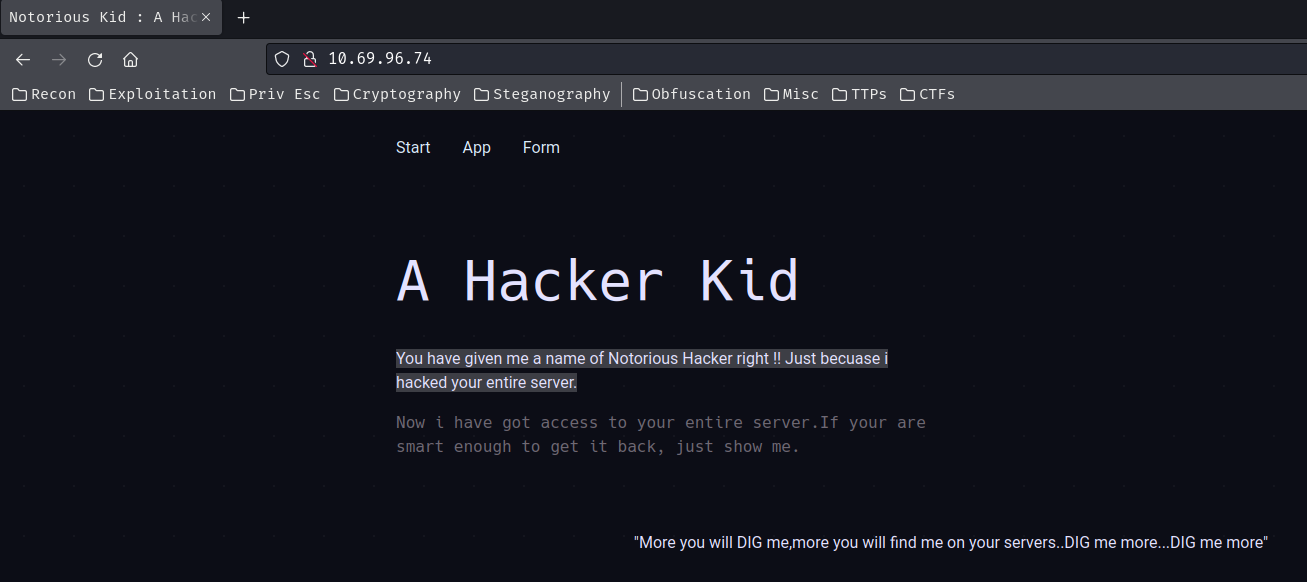 Notorious Kid : A Hac
10.69.96.74
Recon Exploitation Priv Esc Cryptography Steganography Obfuscation Misc TTPs CTFs
Start App Form
A Hacker Kid
You have given me a name of Notorious Hacker right !! Just becuase i
hacked your entire server.
Now i have got access to your entire server.If your are
smart enough to get it back, just show me.
"More you will DIG me,more you will find me on your servers..DIG me more...DIG me more"